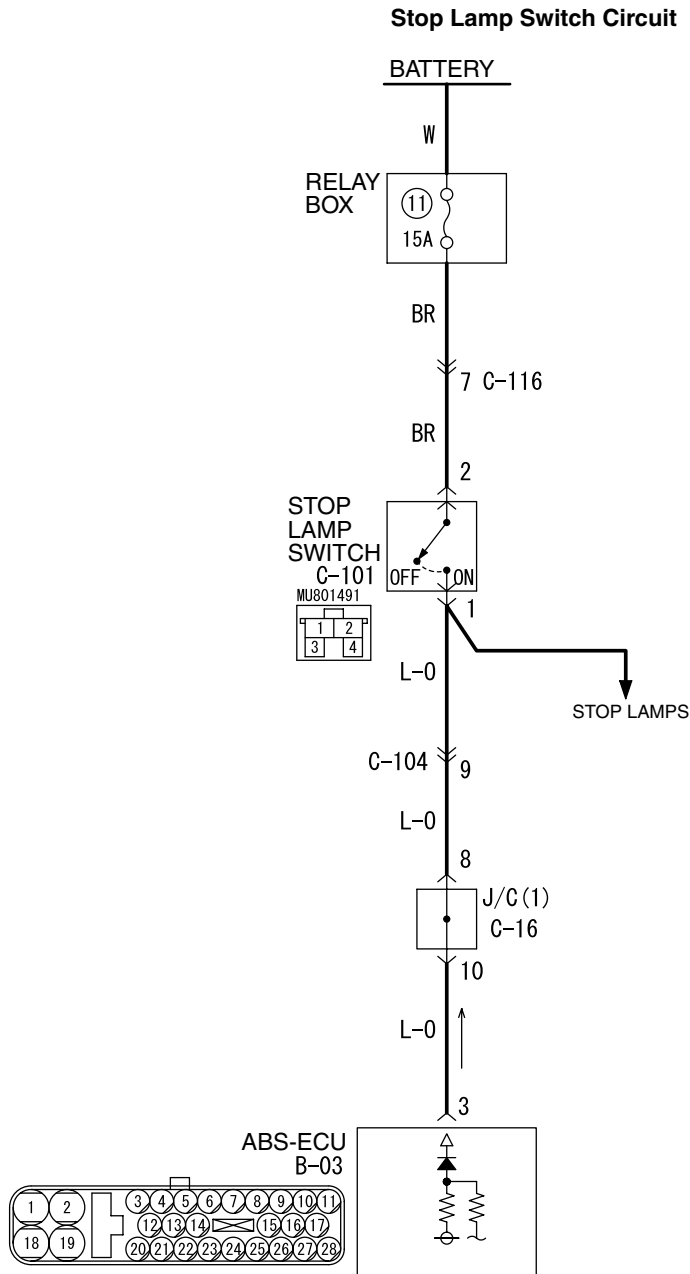 Stop Lamp Switch Circuit
BATTERY
W
RELAY
BOX
11
15A
BR
7 C-116
BR
2
STOP
LAMP
SWITCH
C-101
OFF ON
MU801491
1 2
3 4
1
L-O
STOP LAMPS
C-104 9
L-O
8
J/C(1)
C-16
10
L-O
3
ABS-ECU
B-03
1 2 3 4 5 6 7 8 9 10 11
12 13 14 15 16 17
18 19 20 21 22 23 24 25 26 27 28